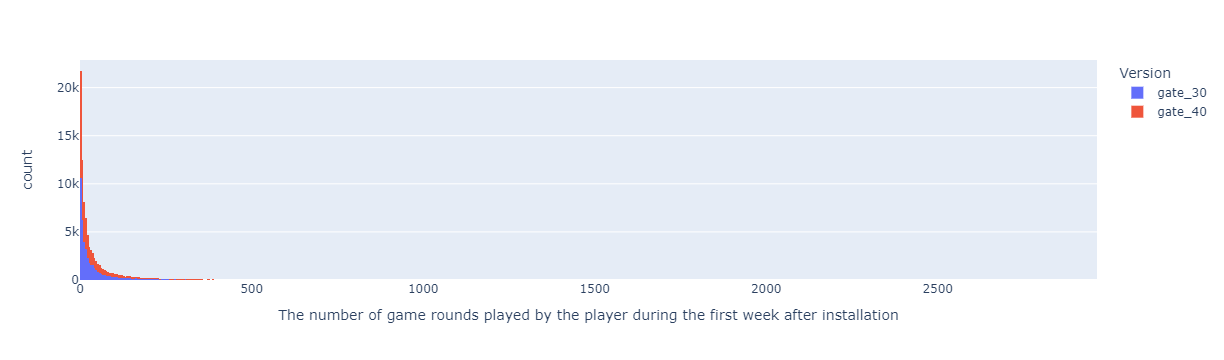 Version
gate_30
gate_40
20k
15k
10k
5k
0
count
0 500 1000 1500 2000 2500
The number of game rounds played by the player during the first week after installation